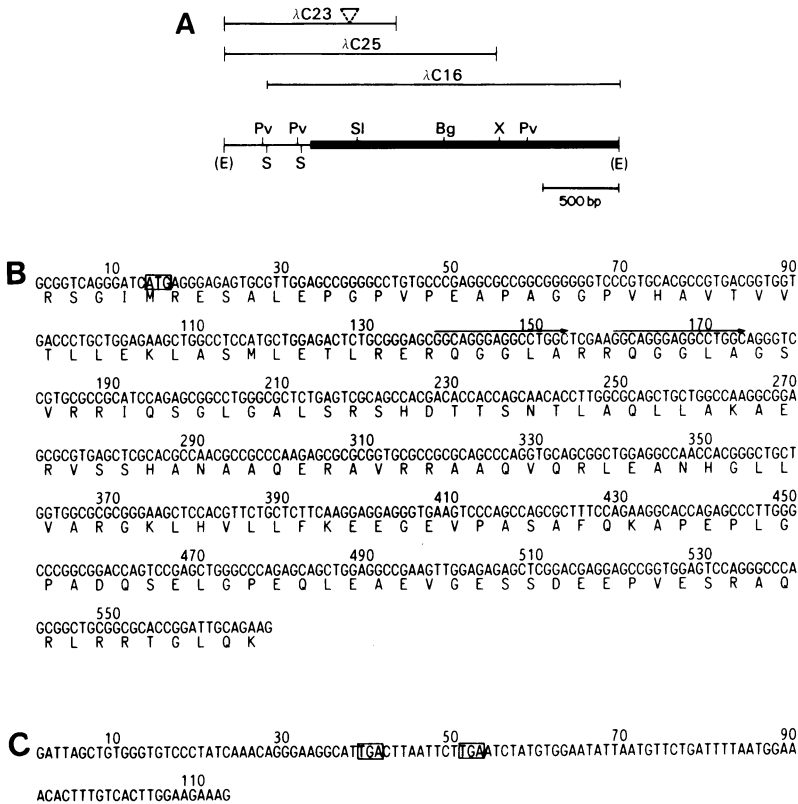 A
λC23
λC25
λC16
Pv Pv Sl Bg X Pv
(E) S S (E)
500 bp
B
10 30 50 70 90
GCGGTCAGGGATCATGAGGGAGAGTGCGTTGGAGCCGGGGCCTGTGCCCGAGGCGCCGGCGGGGGGTCCCGTGCACGCCGTGACGGTGGT
R S G I M R E S A L E P G P V P E A P A G G P V H A V T V V
110 130 150 170
GACCCTGCTGGAGAAGCTGGCCTCCATGCTGGAGACTCTGCGGGAGCGGCAGGGAGGCCTGGCTCGAAGGCAGGGAGGCCTGGCAGGGTC
T L L E K L A S M L E T L R E R Q G G L A R R Q G G L A G S
190 210 230 250 270
CGTGCGCCGCATCCAGAGCGGCCTGGGCGCTCTGAGTCGCAGCCACGACACCACCAGCAACACCTTGGCGCAGCTGCTGGCCAAGGCGGA
V R R I Q S G L G A L S R S H D T T S N T L A Q L L A K A E
290 310 330 350
GCGCGTGAGCTCGCACGCCAACGCCGCCCAAGAGCGCGCGGTGCGCCGCGCAGCCCAGGTGCAGCGGCTGGAGGCCAACCACGGGCTGCT
R V S S H A N A A Q E R A V R R A A Q V Q R L E A N H G L L
370 390 410 430 450
GGTGGCGCGCGGGAAGCTCCACGTTCTGCTCTTCAAGGAGGAGGGTGAAGTCCCAGCCAGCGCTTTCCAGAAGGCACCAGAGCCCTTGGG
V A R G K L H V L L F K E E G E V P A S A F Q K A P E P L G
470 490 510 530
CCCGGCGGACCAGTCCGAGCTGGGCCCAGAGCAGCTGGAGGCCGAAGTTGGAGAGAGCTCGGACGAGGAGCCGGTGGAGTCCAGGGCCCA
P A D Q S E L G P E Q L E A E V G E S S D E E P V E S R A Q
550
GCGGCTGCGGCGCACCGGATTGCAGAAG
R L R R T G L Q K
C
10 30 50 70 90
GATTAGCTGTGGGTGTCCCTATCAAACAGGGAAGGCATTGACTTAATTCTTGAATCTATGTGGAATATTAATGTTCTGATTTTAATGGAA
110
ACACTTTGTCACTTGGAAGAAAG